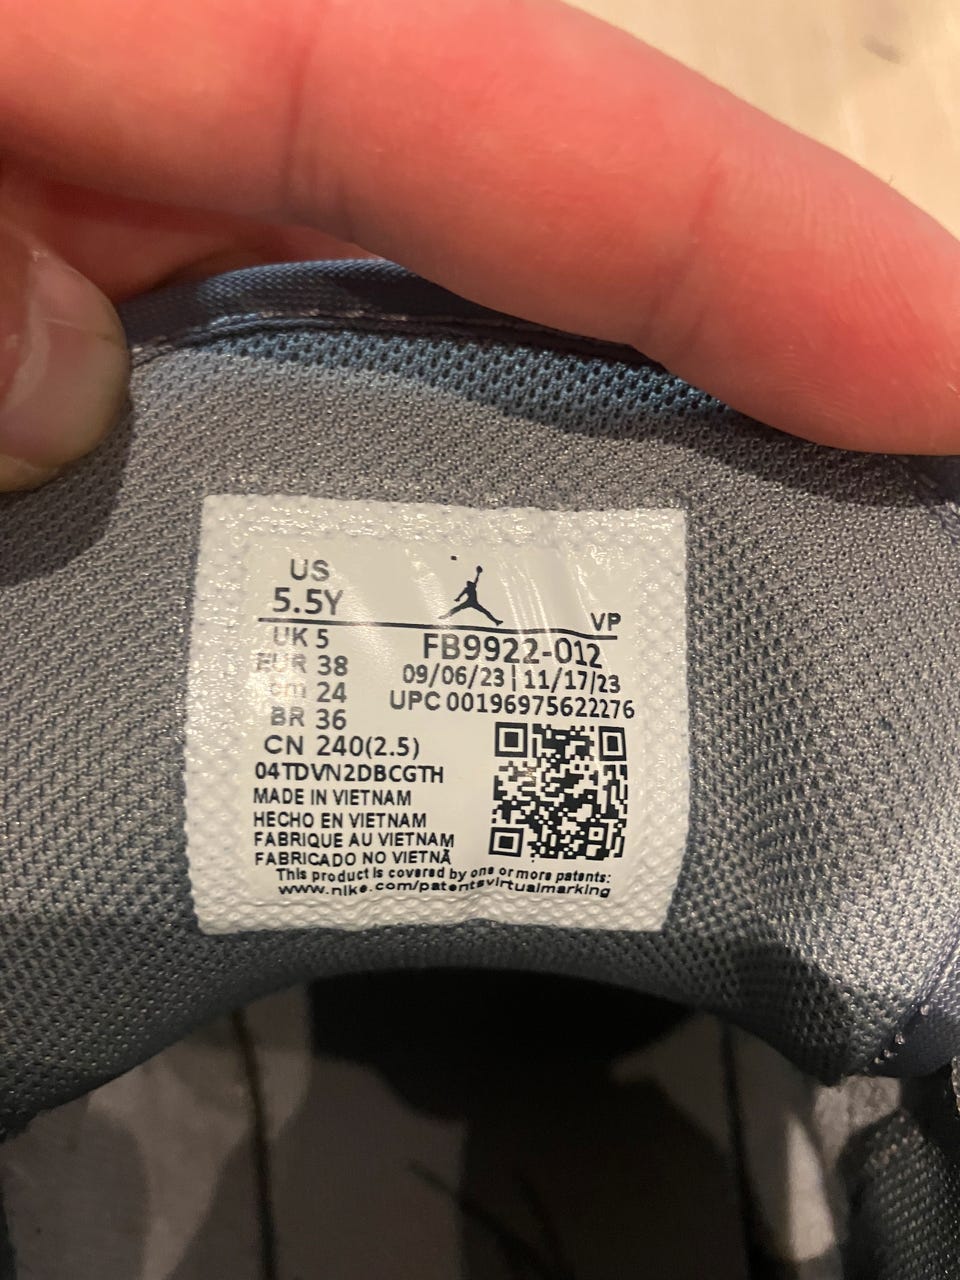 US
5.5Y
VP
UK 5
EUR 38
cm 24
BR 36
CN 240(2.5)
FB9922-012
09/06/23 | 11/17/23
UPC 00196975622276
04TDVN2DBCGTH
MADE IN VIETNAM
HECHO EN VIETNAM
FABRIQUE AU VIETNAM
FABRICADO NO VIETNÃ
This product is covered by one or more patents:
www.nike.com/patentsvirtualmarking